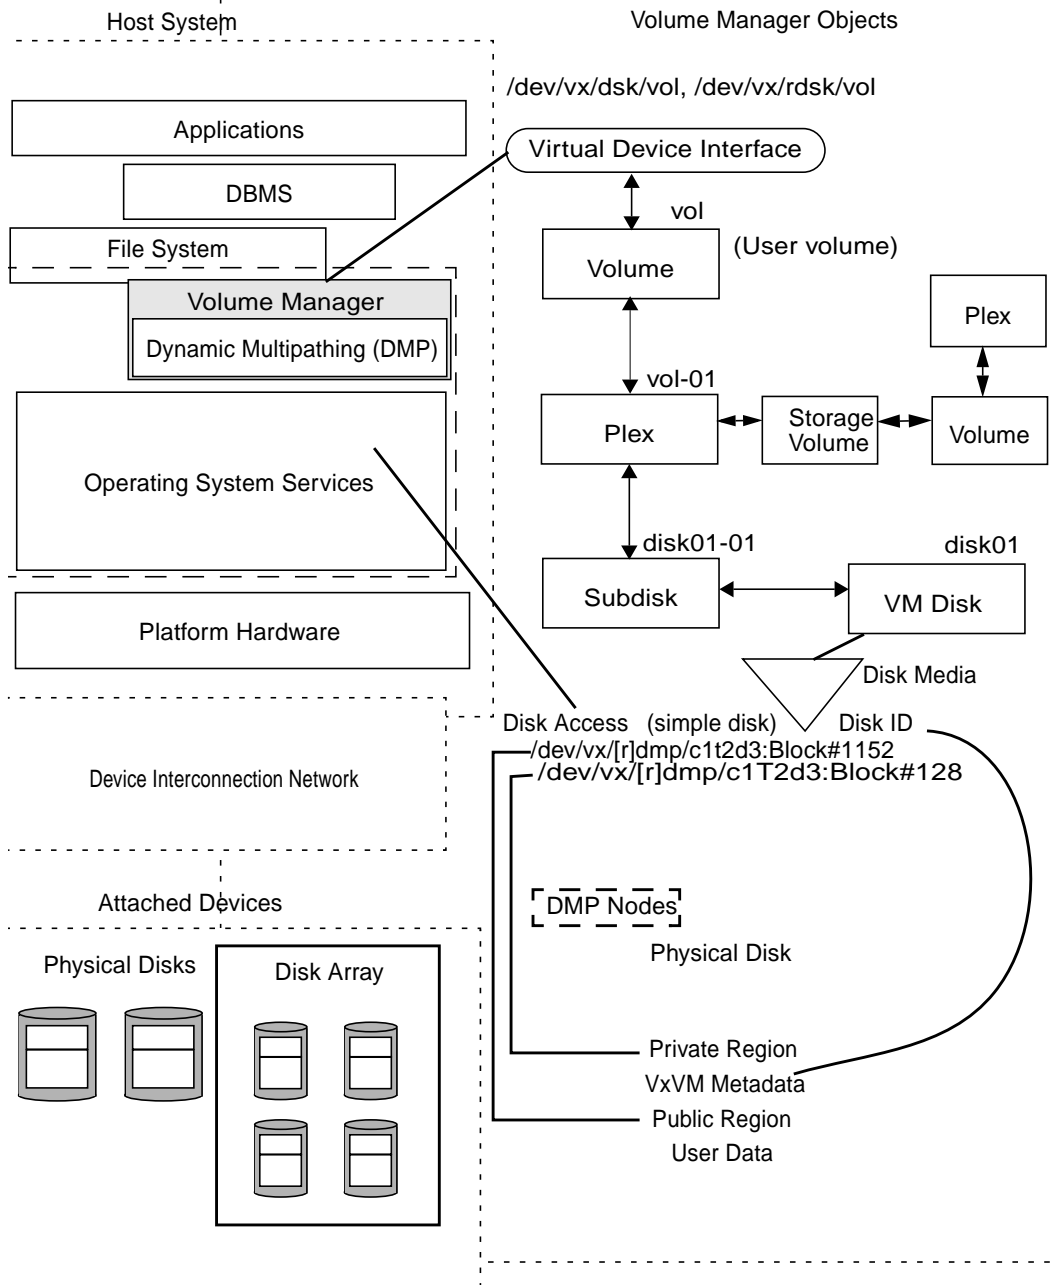 Host System
Volume Manager Objects
/dev/vx/dsk/vol, /dev/vx/rdsk/vol
Applications
Virtual Device Interface
DBMS
vol
File System
(User volume)
Volume
Volume Manager
Plex
Dynamic Multipathing (DMP)
vol-01
Plex
Storage
Volume
Volume
Operating System Services
disk01-01
disk01
Subdisk
VM Disk
Platform Hardware
Disk Media
Disk Access (simple disk) Disk ID
/dev/vx/[r]dmp/c1t2d3:Block#1152
/dev/vx/[r]dmp/c1T2d3:Block#128
Device Interconnection Network
Attached Devices
DMP Nodes
Physical Disk
Physical Disks
Disk Array
Private Region
VxVM Metadata
Public Region
User Data